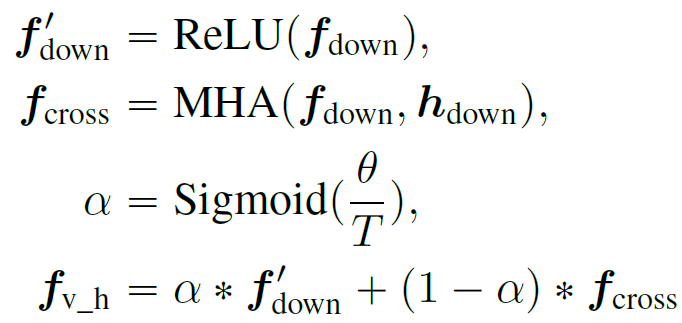 f′down = ReLU(fdown),
fcross = MHA(fdown, hdown),
α = Sigmoid(θ/T),
fv_h = α ∗ f′down + (1 − α) ∗ fcross